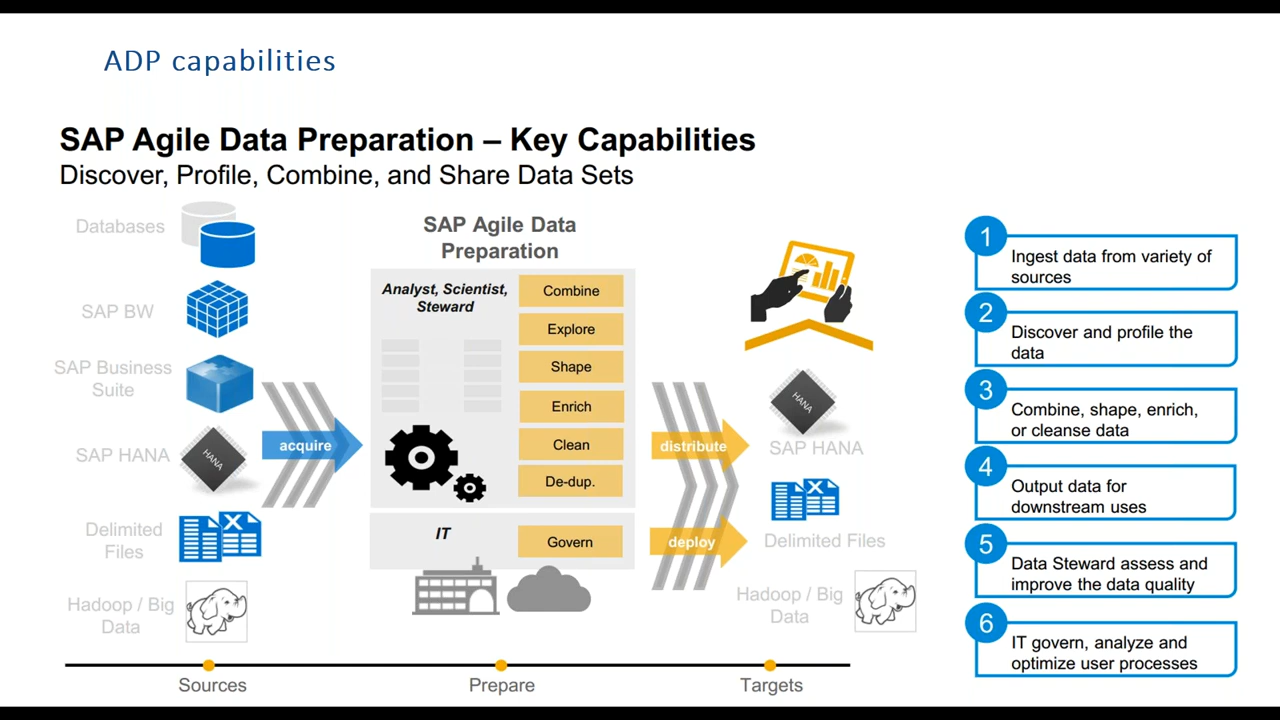 ADP capabilities
SAP Agile Data Preparation – Key Capabilities
Discover, Profile, Combine, and Share Data Sets
Databases
SAP BW
SAP Business
Suite
SAP HANA
HANA
Delimited
Files
Hadoop / Big
Data
acquire
SAP Agile Data
Preparation
Analyst, Scientist,
Steward
Combine
Explore
Shape
Enrich
Clean
De-dup.
IT
Govern
distribute
deploy
HANA
SAP HANA
Delimited Files
Hadoop / Big
Data
Sources
Prepare
Targets
1
Ingest data from variety of
sources
2
Discover and profile the
data
3
Combine, shape, enrich,
or cleanse data
4
Output data for
downstream uses
5
Data Steward assess and
improve the data quality
6
IT govern, analyze and
optimize user processes